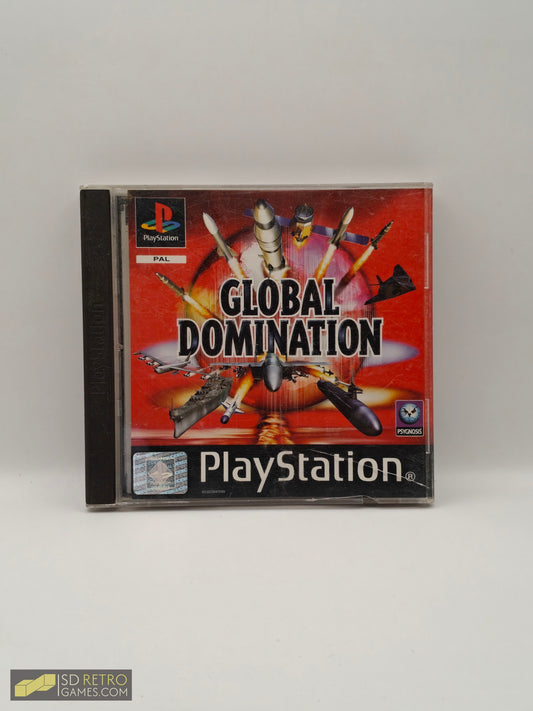 PlayStation
PAL
GLOBAL
DOMINATION
PSYGNOSIS
PlayStation®
PlayStation
SD RETRO
GAMES.COM